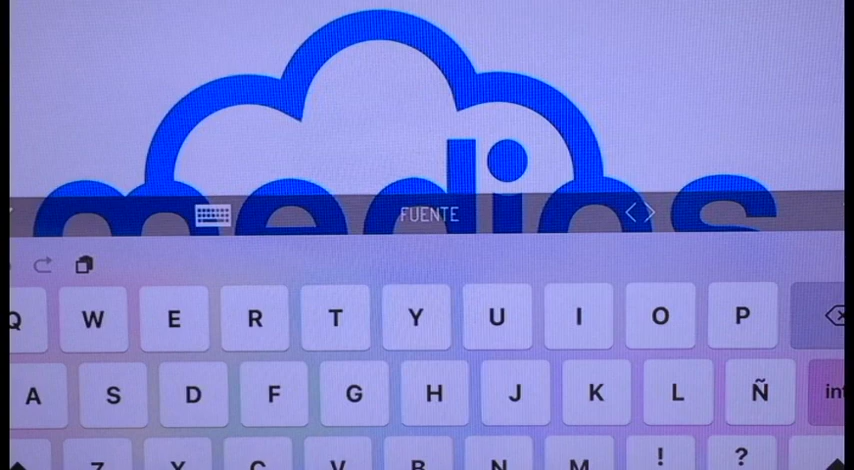 medios
FUENTE
Q W E R T Y U I O P
A S D F G H J K L Ñ
Z X C V B N M ! ?